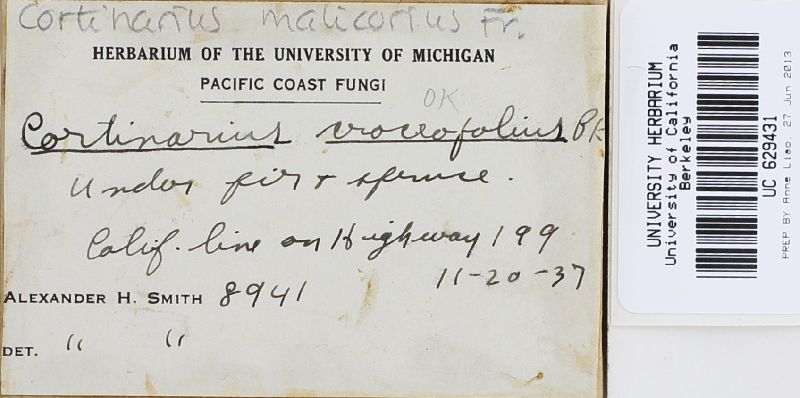 Cortinarius malicorius Fr.
HERBARIUM OF THE UNIVERSITY OF MICHIGAN
PACIFIC COAST FUNGI
OK
Cortinarius croceofolius Pk
Under fir & spruce.
Calif. line on Highway 199
11-20-37
ALEXANDER H. SMITH 8941
DET. " "
UNIVERSITY HERBARIUM
University of California
Berkeley
UC 629431
PREP BY Anne Liao, 27 Jun 2013